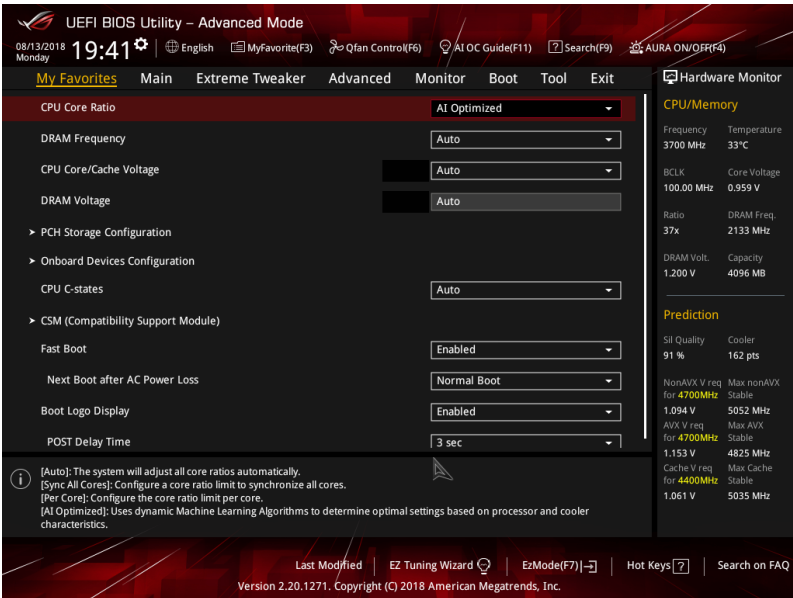 UEFI BIOS Utility – Advanced Mode
08/13/2018 Monday 19:41 English MyFavorite(F3) Qfan Control(F6) AI OC Guide(F11) ? Search(F9) AURA ON/OFF(F4)
My Favorites Main Extreme Tweaker Advanced Monitor Boot Tool Exit
CPU Core Ratio AI Optimized
DRAM Frequency Auto
CPU Core/Cache Voltage Auto
DRAM Voltage Auto
PCH Storage Configuration
Onboard Devices Configuration
CPU C-states Auto
CSM (Compatibility Support Module)
Fast Boot Enabled
Next Boot after AC Power Loss Normal Boot
Boot Logo Display Enabled
POST Delay Time 3 sec
[Auto]: The system will adjust all core ratios automatically.
[Sync All Cores]: Configure a core ratio limit to synchronize all cores.
[Per Core]: Configure the core ratio limit per core.
[AI Optimized]: Uses dynamic Machine Learning Algorithms to determine optimal settings based on processor and cooler
characteristics.
Hardware Monitor
CPU/Memory
Frequency Temperature
3700 MHz 33°C
BCLK Core Voltage
100.00 MHz 0.959 V
Ratio DRAM Freq.
37x 2133 MHz
DRAM Volt. Capacity
1.200 V 4096 MB
Prediction
Sil Quality Cooler
91 % 162 pts
NonAVX V req Max nonAVX
for 4700MHz Stable
1.094 V 5052 MHz
AVX V req Max AVX
for 4700MHz Stable
1.153 V 4825 MHz
Cache V req Max Cache
for 4400MHz Stable
1.061 V 5035 MHz
Last Modified EZ Tuning Wizard EzMode(F7) Hot Keys ? Search on FAQ
Version 2.20.1271. Copyright (C) 2018 American Megatrends, Inc.